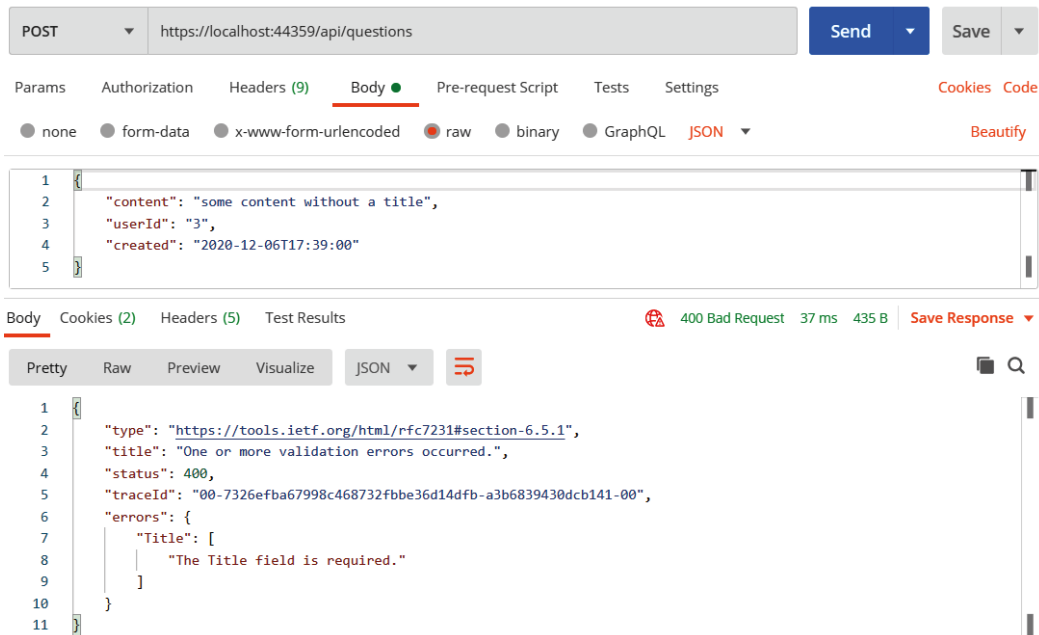 POST https://localhost:44359/api/questions Send Save
Params Authorization Headers (9) Body Pre-request Script Tests Settings Cookies Code
none form-data x-www-form-urlencoded raw binary GraphQL JSON Beautify
1 {
2 "content": "some content without a title",
3 "userId": "3",
4 "created": "2020-12-06T17:39:00"
5 }
Body Cookies (2) Headers (5) Test Results 400 Bad Request 37 ms 435 B Save Response
Pretty Raw Preview Visualize JSON
1 {
2 "type": "https://tools.ietf.org/html/rfc7231#section-6.5.1",
3 "title": "One or more validation errors occurred.",
4 "status": 400,
5 "traceId": "00-7326efba67998c468732fbbe36d14dfb-a3b6839430dcb141-00",
6 "errors": {
7 "Title": [
8 "The Title field is required."
9 ]
10 }
11 }